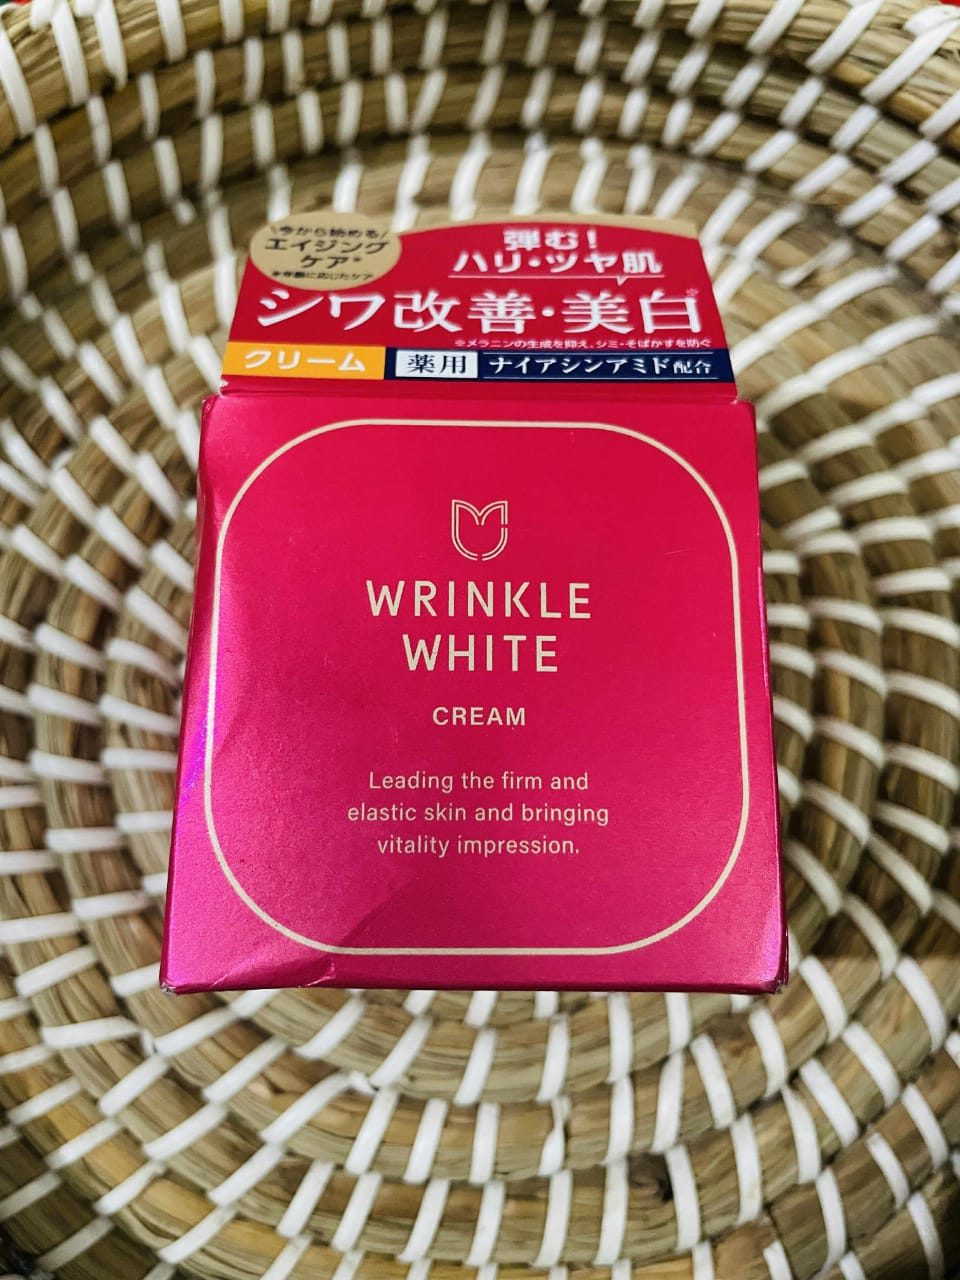 今から始める
エイジング
ケア*
*年齢に応じたケア
弾む!
ハリ・ツヤ肌
シワ改善・美白※
※メラニンの生成を抑え、シミ・そばかすを防ぐ
クリーム
薬用 ナイアシンアミド配合
WRINKLE
WHITE
CREAM
Leading the firm and
elastic skin and bringing
vitality impression.